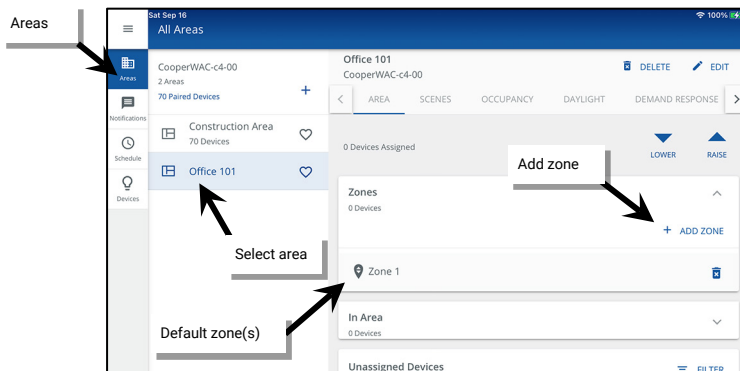 Areas
Sat Sep 16
100%
All Areas
Areas
Notifications
Schedule
Devices
CooperWAC-c4-00
2 Areas
70 Paired Devices
+
Construction Area
70 Devices
Office 101
Select area
Default zone(s)
Office 101
CooperWAC-c4-00
DELETE
EDIT
AREA SCENES OCCUPANCY DAYLIGHT DEMAND RESPONSE
0 Devices Assigned
LOWER RAISE
Add zone
Zones
0 Devices
+ ADD ZONE
Zone 1
In Area
0 Devices
Unassigned Devices
FILTER